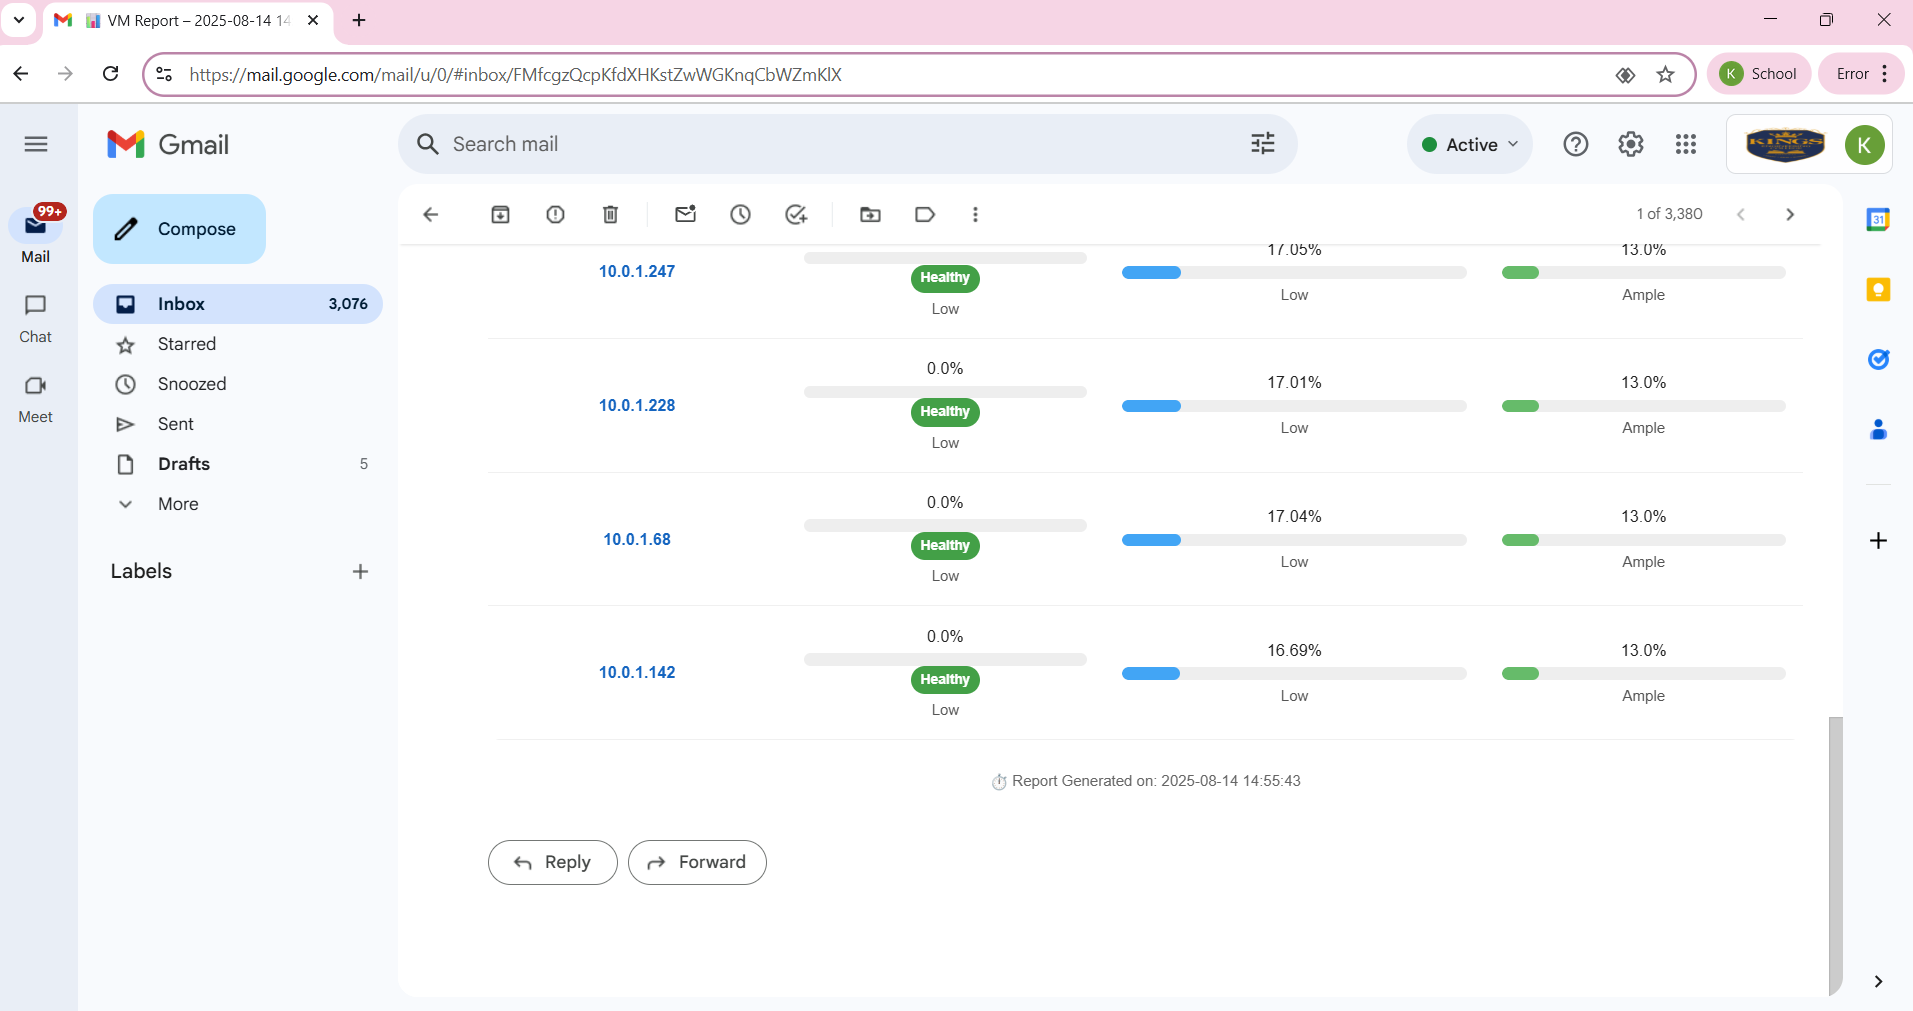 VM Report – 2025-08-14 14
https://mail.google.com/mail/u/0/#inbox/FMfcgzQcpKfdXHKstZwWGKnqCbWZmKlX
K School
Error
Gmail
Search mail
Active
KINGS
K
99+
Mail
Chat
Meet
Compose
Inbox 3,076
Starred
Snoozed
Sent
Drafts 5
More
Labels
1 of 3,380
31
10.0.1.247
Healthy
Low
17.05%
Low
13.0%
Ample
10.0.1.228
0.0%
Healthy
Low
17.01%
Low
13.0%
Ample
10.0.1.68
0.0%
Healthy
Low
17.04%
Low
13.0%
Ample
10.0.1.142
0.0%
Healthy
Low
16.69%
Low
13.0%
Ample
Report Generated on: 2025-08-14 14:55:43
Reply
Forward